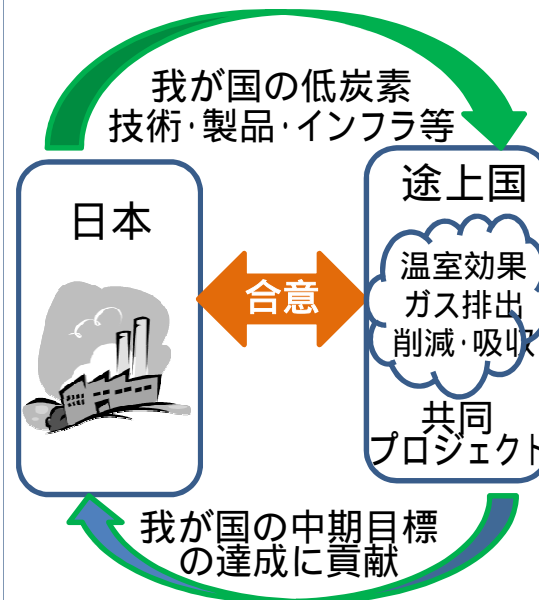 我が国の低炭素
技術・製品・インフラ等
日本
合意
途上国
温室効果
ガス排出
削減・吸収
共同
プロジェクト
我が国の中期目標
の達成に貢献